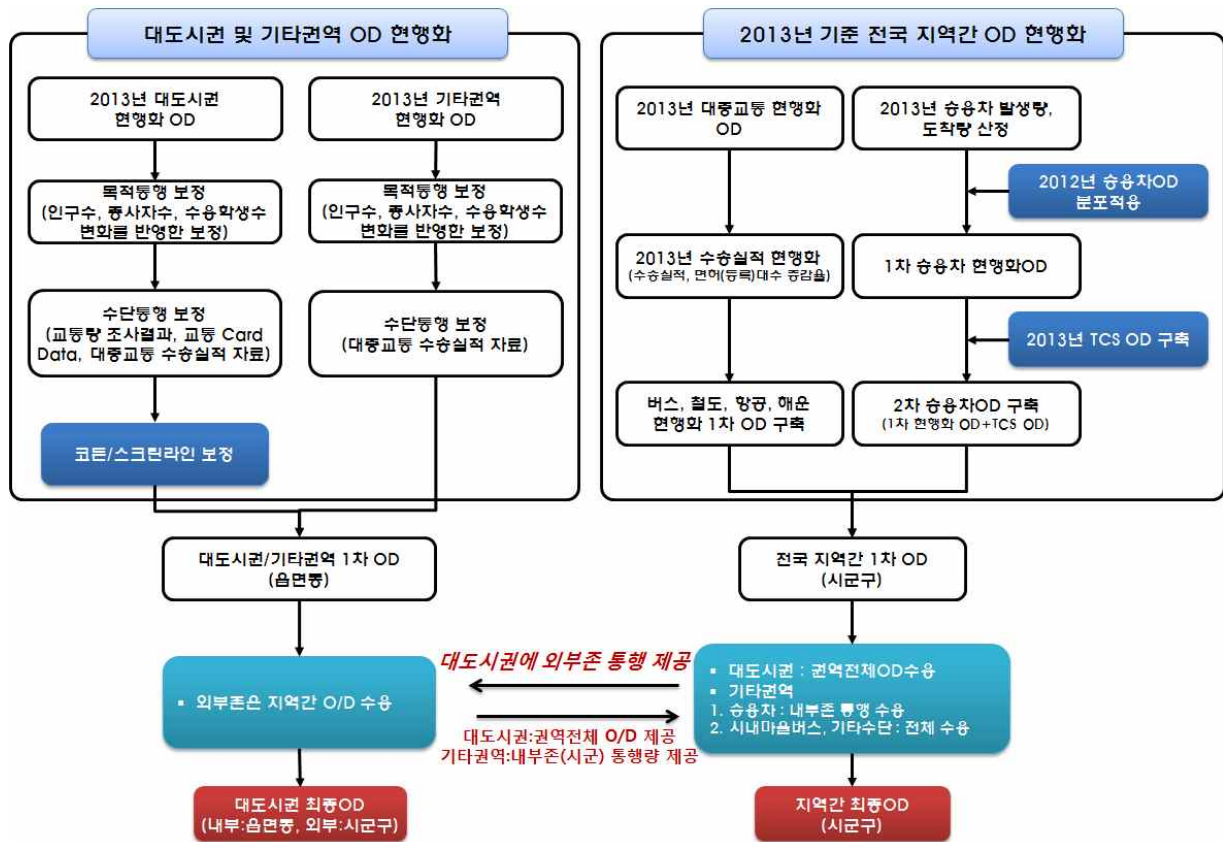 대도시권 및 기타권역 OD 현행화
2013년 대도시권
현행화 OD
2013년 기타권역
현행화 OD
목적통행 보정
(인구수, 종사자수, 수용학생수
변화를 반영한 보정)
목적통행 보정
(인구수, 종사자수, 수용학생수
변화를 반영한 보정)
수단통행 보정
(교통량 조사결과, 교통 Card
Data, 대중교통 수송실적 자료)
수단통행 보정
(대중교통 수송실적 자료)
코든/스크린라인 보정
대도시권/기타권역 1차 OD
(읍면동)
▪ 외부존은 지역간 O/D 수용
대도시권 최종OD
(내부:읍면동, 외부:시군구)
2013년 기준 전국 지역간 OD 현행화
2013년 대중교통 현행화
OD
2013년 승용차 발생량,
도착량 산정
2012년 승용차OD
분포적용
2013년 수송실적 현행화
(수송실적, 면허(등록)대수 증감율)
1차 승용차 현행화OD
2013년 TCS OD 구축
버스, 철도, 항공, 해운
현행화 1차 OD 구축
2차 승용차OD 구축
(1차 현행화 OD+TCS OD)
전국 지역간 1차 OD
(시군구)
대도시권에 외부존 통행 제공
대도시권:권역전체 O/D 제공
기타권역:내부존(시군) 통행량 제공
▪ 대도시권 : 권역전체OD수용
▪ 기타권역
1. 승용차 : 내부존 통행 수용
2. 시내마을버스, 기타수단 : 전체 수용
지역간 최종OD
(시군구)